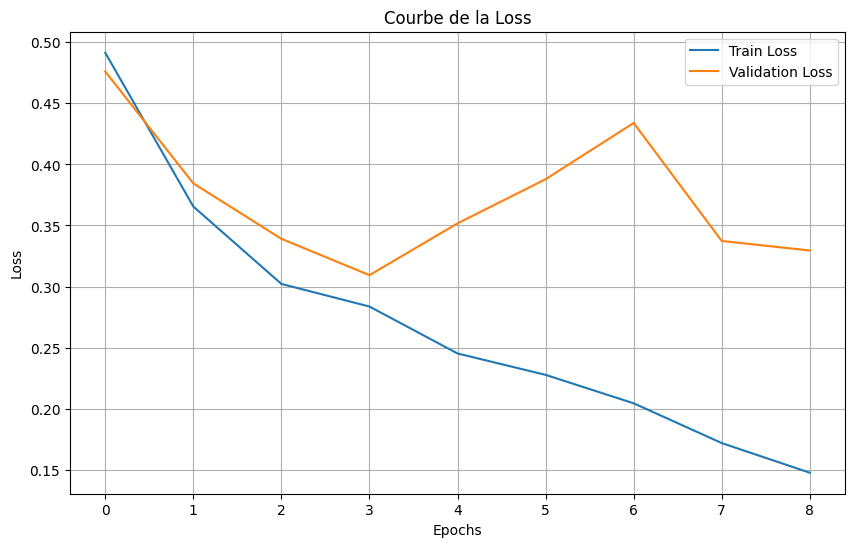 Courbe de la Loss
Train Loss
Validation Loss
0.50
0.45
0.40
0.35
0.30
0.25
0.20
0.15
Loss
0 1 2 3 4 5 6 7 8
Epochs